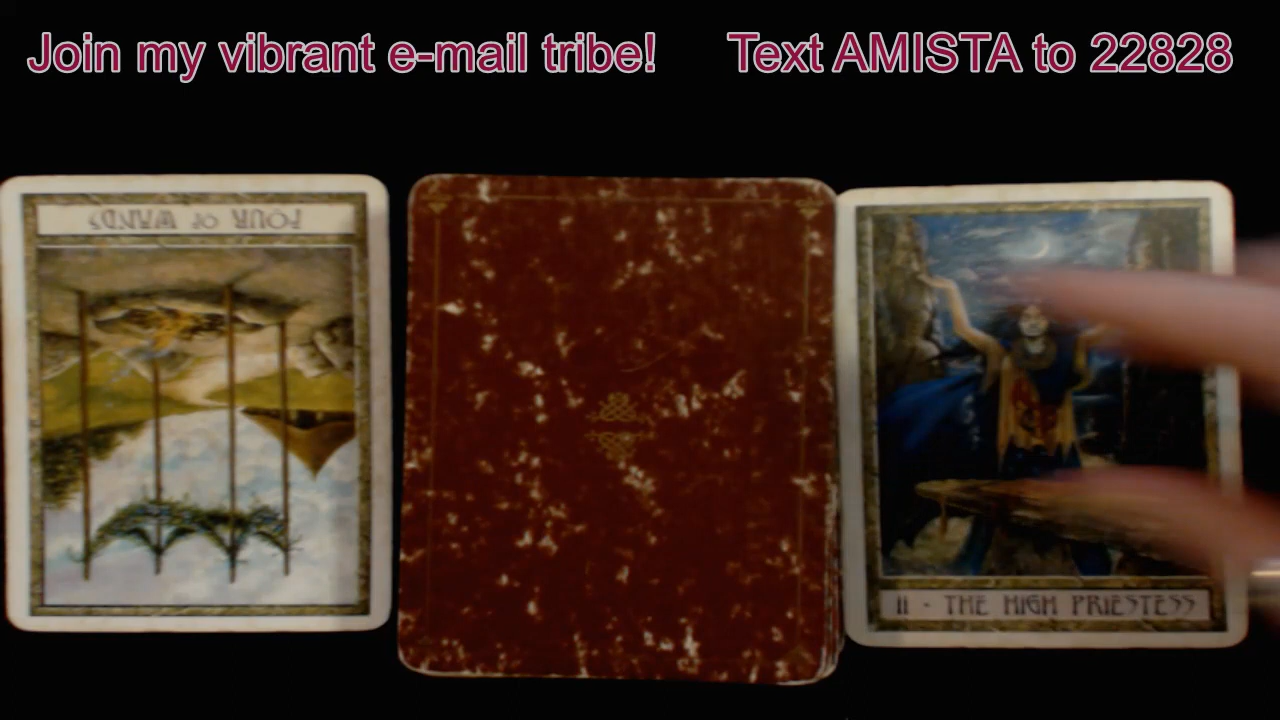 Join my vibrant e-mail tribe! Text AMISTA to 22828
FOUR OF WANDS
II - THE HIGH PRIESTESS